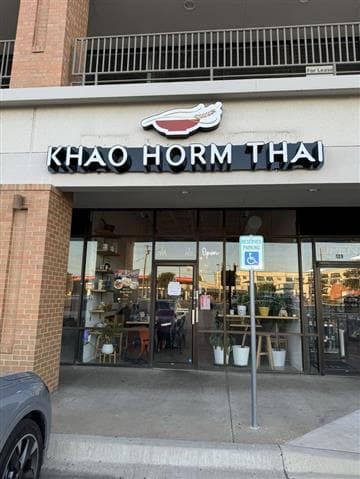 For Lease
KHAO HORM THAI
Open
RESERVED
PARKING